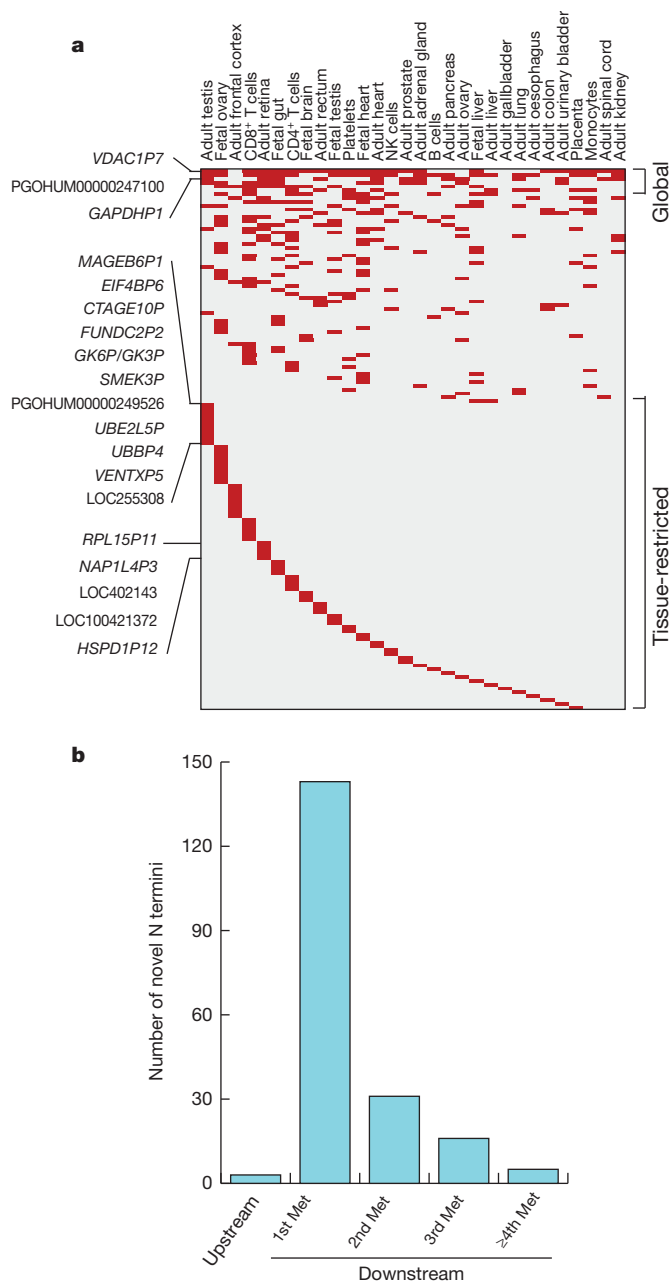 a
Adult testis
Fetal ovary
Adult frontal cortex
CD8⁺ T cells
Adult retina
Fetal gut
CD4⁺ T cells
Fetal brain
Adult rectum
Fetal testis
Platelets
Fetal heart
Adult heart
NK cells
Adult prostate
Adult adrenal gland
B cells
Adult pancreas
Adult ovary
Fetal liver
Adult liver
Adult gallbladder
Adult lung
Adult oesophagus
Adult colon
Adult urinary bladder
Placenta
Monocytes
Adult spinal cord
Adult kidney
VDAC1P7
PGOHUM00000247100
GAPDHP1
MAGEB6P1
EIF4BP6
CTAGE10P
FUNDC2P2
GK6P/GK3P
SMEK3P
PGOHUM00000249526
UBE2L5P
UBBP4
VENTXP5
LOC255308
RPL15P11
NAP1L4P3
LOC402143
LOC100421372
HSPD1P12
Global
Tissue-restricted
b
Number of novel N termini
150
120
90
60
30
0
Upstream
1st Met
2nd Met
3rd Met
≥4th Met
Downstream